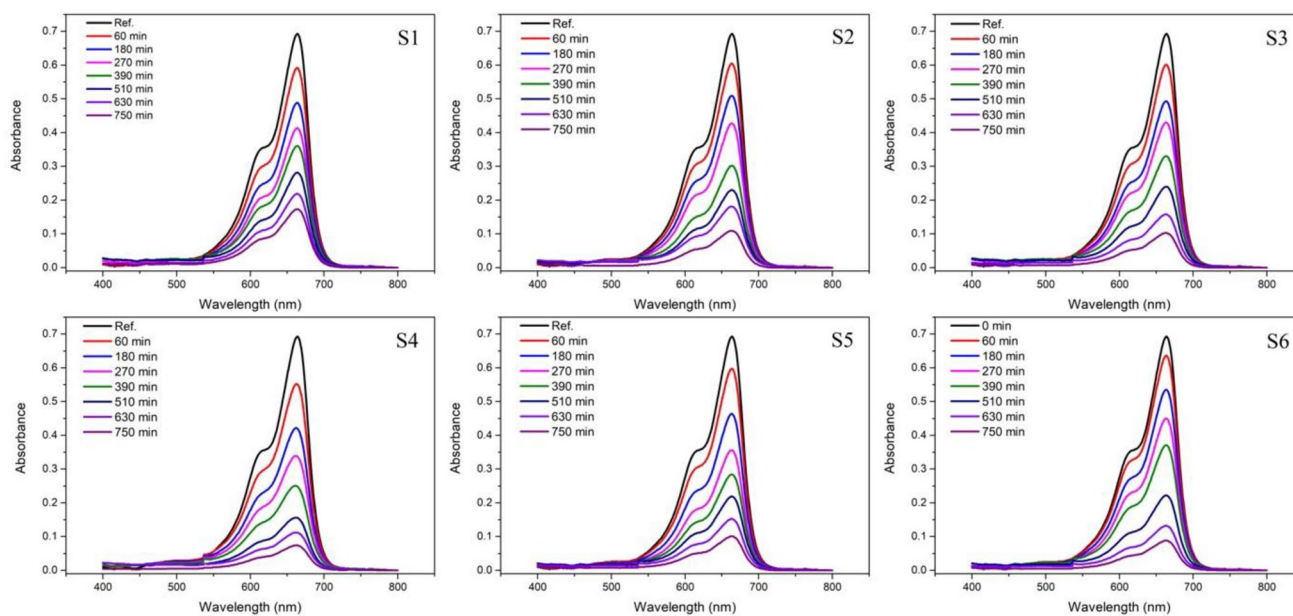 Ref.
60 min
180 min
270 min
390 min
510 min
630 min
750 min
S1
Absorbance
0.7
0.6
0.5
0.4
0.3
0.2
0.1
0.0
400 500 600 700 800
Wavelength (nm)
Ref.
60 min
180 min
270 min
390 min
510 min
630 min
750 min
S2
Absorbance
0.7
0.6
0.5
0.4
0.3
0.2
0.1
0.0
400 500 600 700 800
Wavelength (nm)
Ref.
60 min
180 min
270 min
390 min
510 min
630 min
750 min
S3
Absorbance
0.7
0.6
0.5
0.4
0.3
0.2
0.1
0.0
400 500 600 700 800
Wavelength (nm)
Ref.
60 min
180 min
270 min
390 min
510 min
630 min
750 min
S4
Absorbance
0.7
0.6
0.5
0.4
0.3
0.2
0.1
0.0
400 500 600 700 800
Wavelength (nm)
Ref.
60 min
180 min
270 min
390 min
510 min
630 min
750 min
S5
Absorbance
0.7
0.6
0.5
0.4
0.3
0.2
0.1
0.0
400 500 600 700 800
Wavelength (nm)
0 min
60 min
180 min
270 min
390 min
510 min
630 min
750 min
S6
Absorbance
0.7
0.6
0.5
0.4
0.3
0.2
0.1
0.0
400 500 600 700 800
Wavelength (nm)